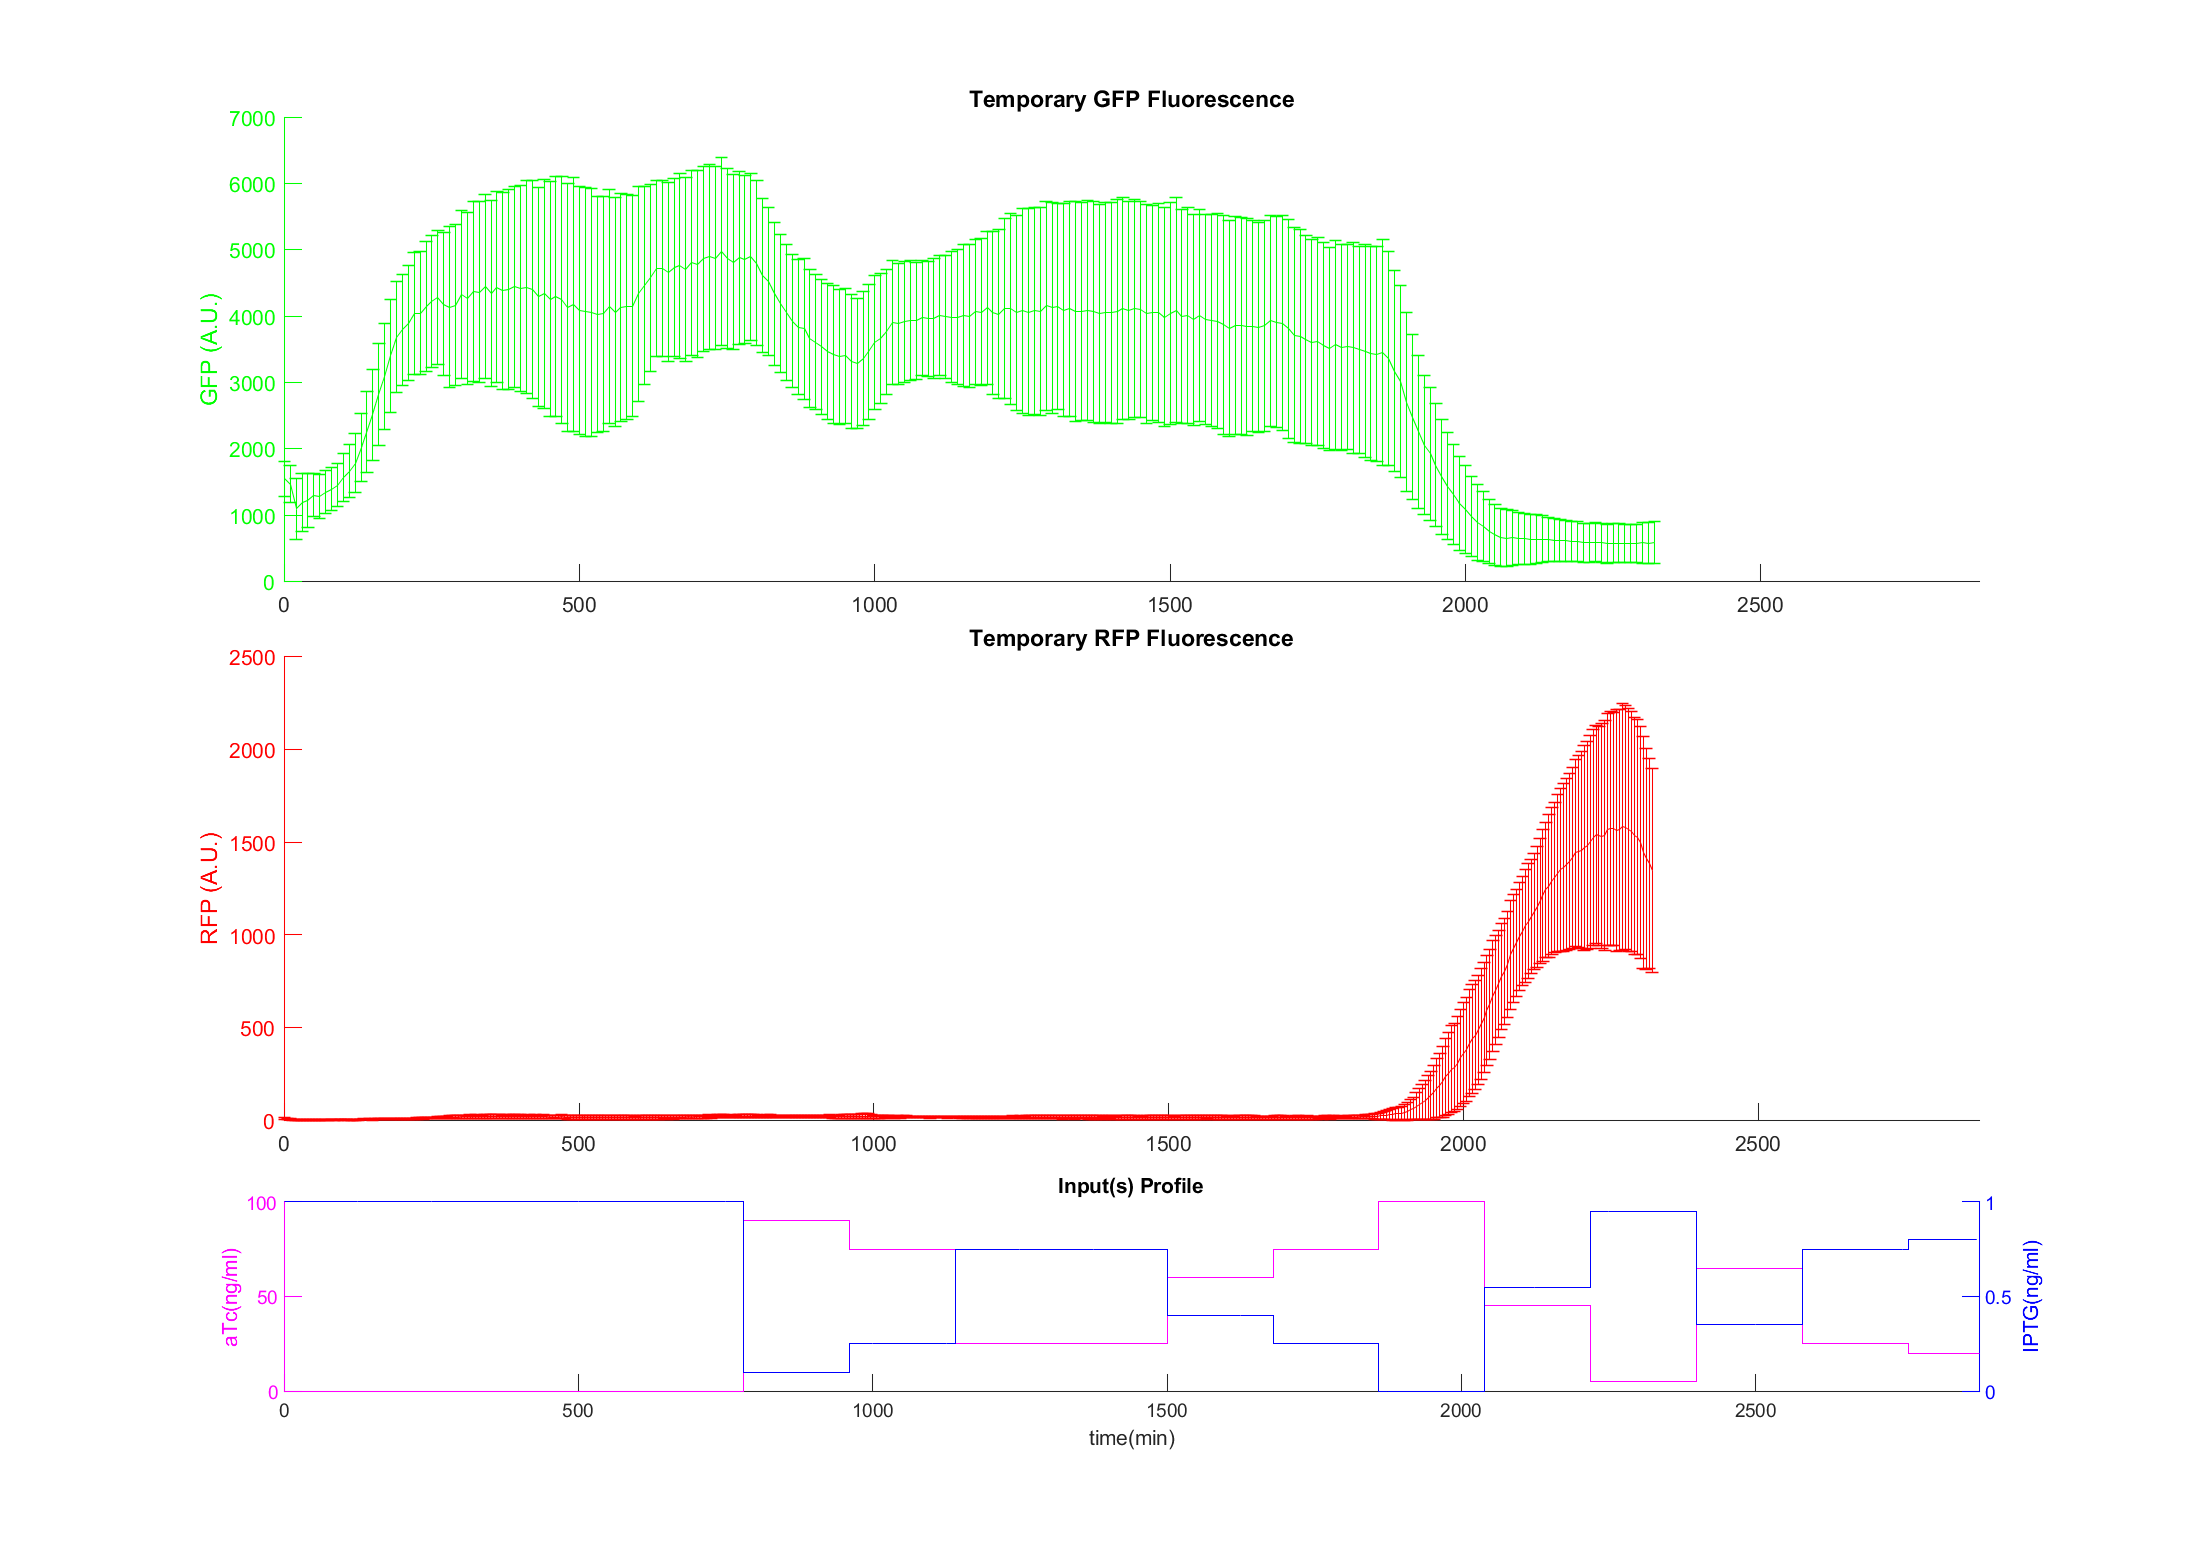 Temporary GFP Fluorescence
7000
6000
5000
4000
3000
2000
1000
0
GFP (A.U.)
0 500 1000 1500 2000 2500
Temporary RFP Fluorescence
2500
2000
1500
1000
500
0
RFP (A.U.)
0 500 1000 1500 2000 2500
Input(s) Profile
100
50
0
aTc(ng/ml)
1
0.5
0
IPTG(ng/ml)
0 500 1000 1500 2000 2500
time(min)